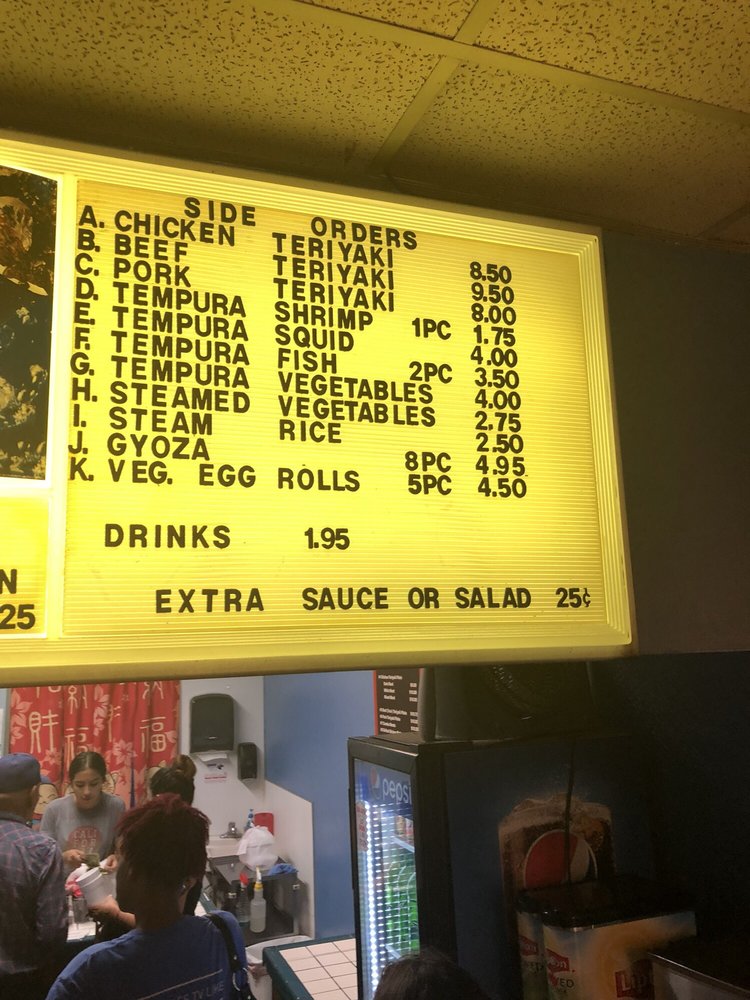 SIDE ORDERS
A. CHICKEN TERIYAKI 8.50
B. BEEF TERIYAKI 9.50
C. PORK TERIYAKI 8.00
D. TEMPURA SHRIMP 1PC 1.75
E. TEMPURA SQUID 4.00
F. TEMPURA FISH 2PC 3.50
G. TEMPURA VEGETABLES 4.00
H. STEAMED VEGETABLES 2.75
I. STEAM RICE 2.50
J. GYOZA 8PC 4.95
K. VEG. EGG ROLLS 5PC 4.50
DRINKS 1.95
EXTRA SAUCE OR SALAD 25¢
N
25
財 福 福
pepsi